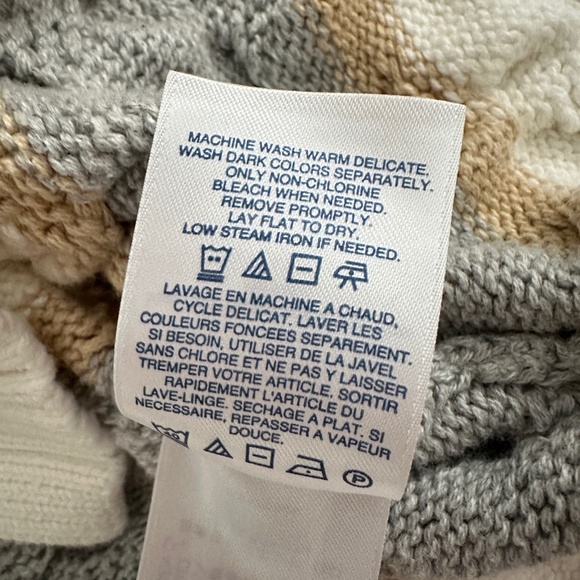 MACHINE WASH WARM DELICATE.
WASH DARK COLORS SEPARATELY.
ONLY NON-CHLORINE
BLEACH WHEN NEEDED.
REMOVE PROMPTLY.
LAY FLAT TO DRY.
LOW STEAM IRON IF NEEDED.
LAVAGE EN MACHINE A CHAUD,
CYCLE DELICAT. LAVER LES
COULEURS FONCEES SEPAREMENT.
SI BESOIN, UTILISER DE LA JAVEL
SANS CHLORE ET NE PAS Y LAISSER
TREMPER VOTRE ARTICLE. SORTIR
RAPIDEMENT L'ARTICLE DU
LAVE-LINGE. SECHAGE A PLAT. SI
NECESSAIRE, REPASSER A VAPEUR
DOUCE.
40 P